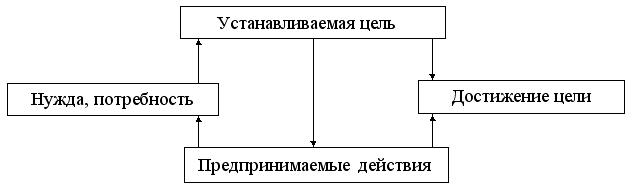 Устанавливаемая цель
Нужда, потребность
Достижение цели
Предпринимаемые действия